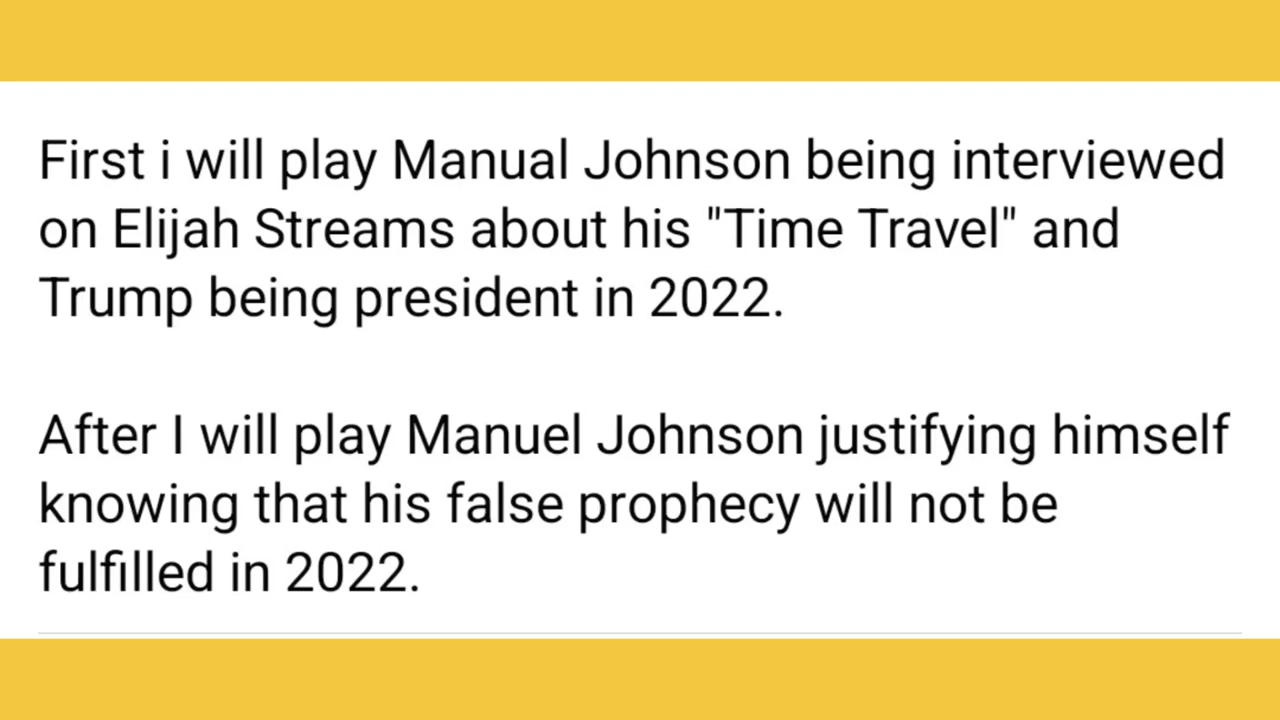 First i will play Manual Johnson being interviewed
on Elijah Streams about his "Time Travel" and
Trump being president in 2022.
After I will play Manuel Johnson justifying himself
knowing that his false prophecy will not be
fulfilled in 2022.